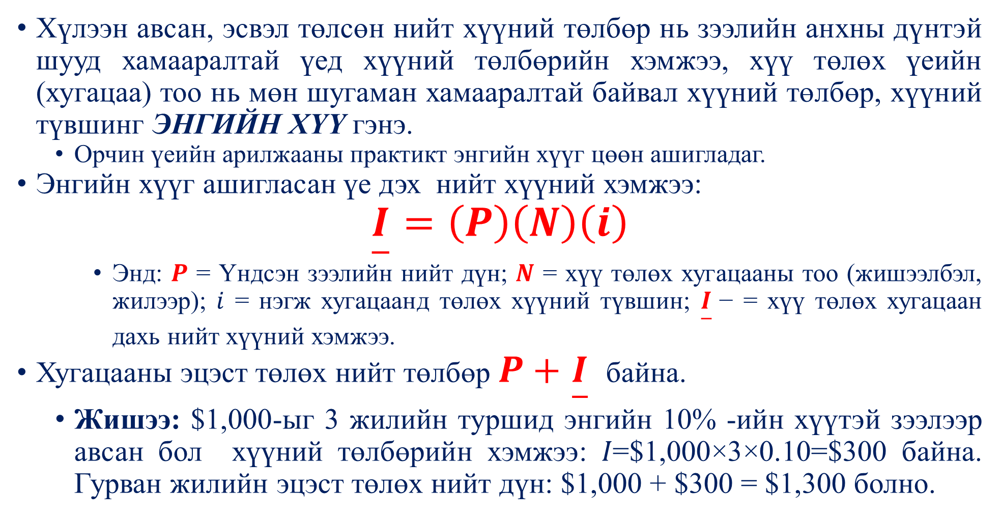 • Хүлээн авсан, эсвэл төлсөн нийт хүүний төлбөр нь зээлийн анхны дүнтэй
шууд хамааралтай үед хүүний төлбөрийн хэмжээ, хүү төлөх үеийн
(хугацаа) тоо нь мөн шугаман хамааралтай байвал хүүний төлбөр, хүүний
түвшинг ЭНГИЙН ХҮҮ гэнэ.
• Орчин үеийн арилжааны практикт энгийн хүүг цөөн ашигладаг.
• Энгийн хүүг ашигласан үе дэх нийт хүүний хэмжээ:
I = (P)(N)(i)
• Энд: P = Үндсэн зээлийн нийт дүн; N = хүү төлөх хугацааны тоо (жишээлбэл,
жилээр); i = нэгж хугацаанд төлөх хүүний түвшин; I − = хүү төлөх хугацаан
дахь нийт хүүний хэмжээ.
• Хугацааны эцэст төлөх нийт төлбөр P + I байна.
• Жишээ: $1,000-ыг 3 жилийн туршид энгийн 10% -ийн хүүтэй зээлээр
авсан бол хүүний төлбөрийн хэмжээ: I=$1,000×3×0.10=$300 байна.
Гурван жилийн эцэст төлөх нийт дүн: $1,000 + $300 = $1,300 болно.